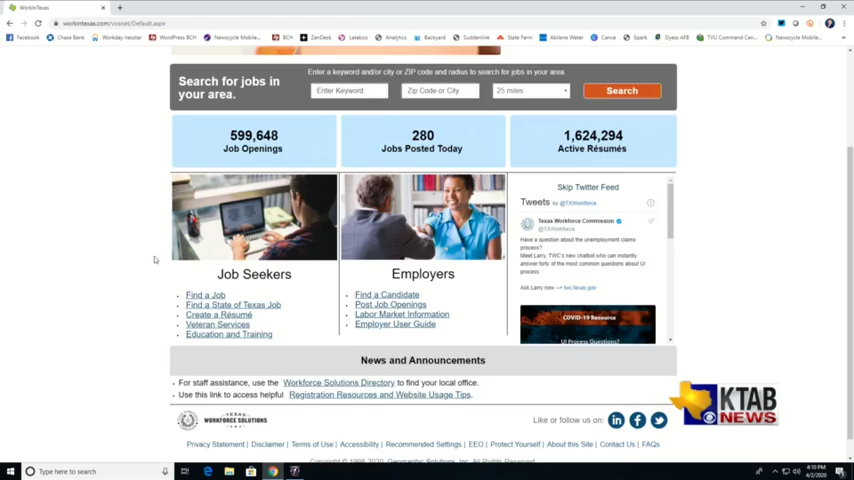 WorkInTexas
workintexas.com/vosnet/Default.aspx
Facebook
Chase Bank
Workday newstar
WordPress BCH
Newscycle Mobile...
BCH
ZenDesk
Latakoo
Analytics
Backyard
Suddenlink
State Farm
Abilene Water
Canva
Spark
Dyess AFB
TVU Command Cen...
Newscycle Mobile...
Search for jobs in
your area.
Enter a keyword and/or city or ZIP code and radius to search for jobs in your area.
Enter Keyword
Zip Code or City
25 miles
Search
599,648
Job Openings
280
Jobs Posted Today
1,624,294
Active Résumés
Job Seekers
Find a Job
Find a State of Texas Job
Create a Résumé
Veteran Services
Education and Training
Employers
Find a Candidate
Post Job Openings
Labor Market Information
Employer User Guide
Skip Twitter Feed
Tweets by @TXWorkforce
Texas Workforce Commission
@TXWorkforce
Have a question about the unemployment claims
process?
Meet Larry, TWC's new chatbot who can instantly
answer forty of the most common questions about UI
process.
Ask Larry now --> twc.texas.gov
COVID-19 Resource
UI Process Questions?
News and Announcements
For staff assistance, use the Workforce Solutions Directory to find your local office.
Use this link to access helpful Registration Resources and Website Usage Tips.
TEXAS
WORKFORCE SOLUTIONS
Like or follow us on:
KTAB
NEWS
Privacy Statement | Disclaimer | Terms of Use | Accessibility | Recommended Settings | EEO | Protect Yourself | About this Site | Contact Us | FAQs
Copyright © 1998-2020 Geographic Solutions, Inc. All Rights Reserved.
Type here to search
4:10 PM
4/2/2020